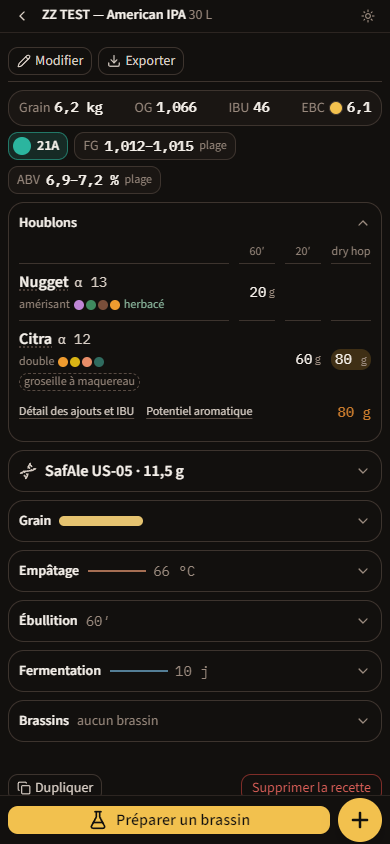 ZZ TEST — American IPA 30 L
Modifier
Exporter
Grain 6,2 kg OG 1,066 IBU 46 EBC 6,1
21A FG 1,012–1,015 plage
ABV 6,9–7,2 % plage
Houblons
60′ 20′ dry hop
Nugget α 13
amérisant herbacé
20 g
Citra α 12
double
60 g 80 g
groseille à maquereau
Détail des ajouts et IBU Potentiel aromatique 80 g
SafAle US-05 · 11,5 g
Grain
Empâtage 66 °C
Ébullition 60′
Fermentation 10 j
Brassins aucun brassin
Dupliquer Supprimer la recette
Préparer un brassin